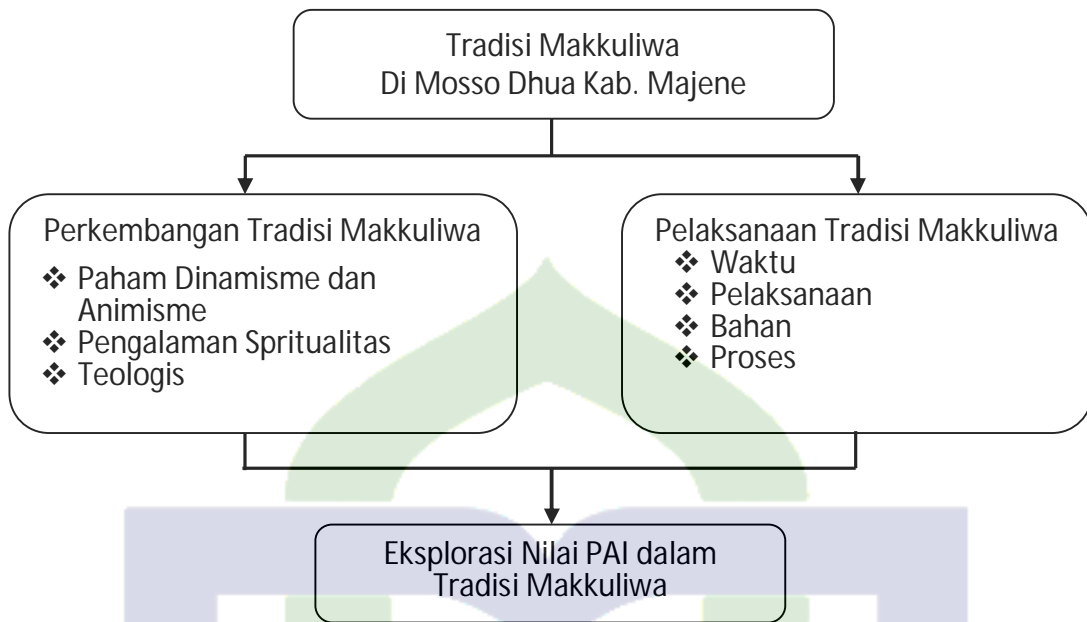 Tradisi Makkuliwa
Di Mosso Dhua Kab. Majene
Perkembangan Tradisi Makkuliwa
❖ Paham Dinamisme dan
Animisme
❖ Pengalaman Spritualitas
❖ Teologis
Pelaksanaan Tradisi Makkuliwa
❖ Waktu
❖ Pelaksanaan
❖ Bahan
❖ Proses
Eksplorasi Nilai PAI dalam
Tradisi Makkuliwa